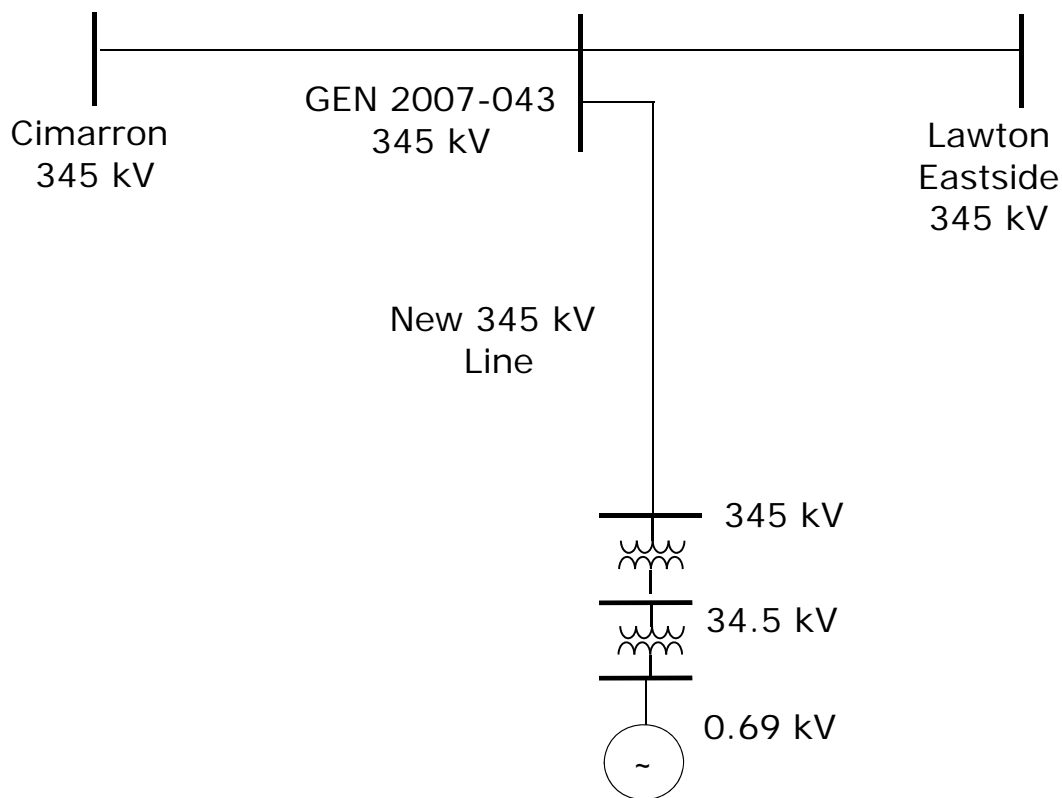 Cimarron
345 kV
GEN 2007-043
345 kV
Lawton
Eastside
345 kV
New 345 kV
Line
345 kV
34.5 kV
0.69 kV
~